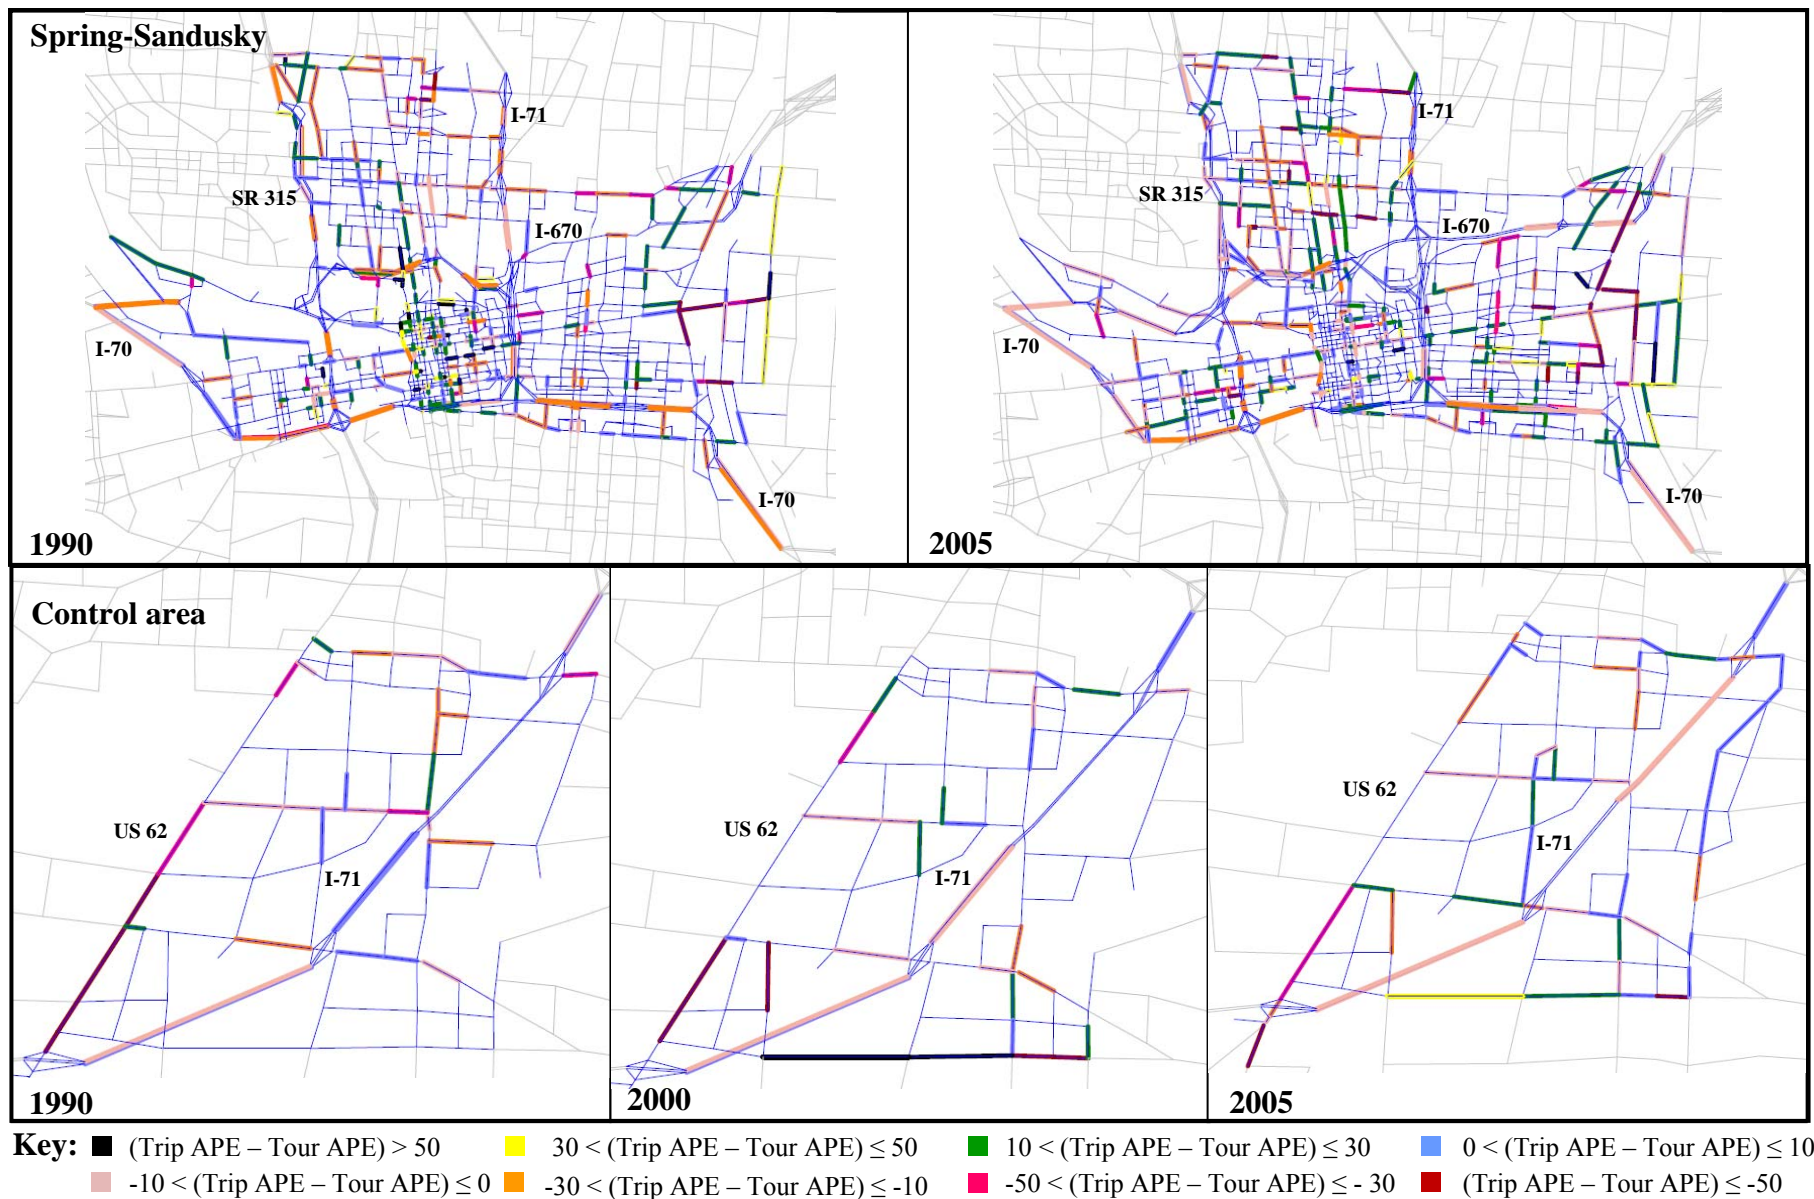 Spring-Sandusky
I-71
SR 315
I-670
I-70
I-70
1990
I-71
SR 315
I-670
I-70
I-70
2005
Control area
US 62
I-71
1990
US 62
I-71
2000
US 62
I-71
2005
Key: (Trip APE – Tour APE) > 50 30 < (Trip APE – Tour APE) ≤ 50 10 < (Trip APE – Tour APE) ≤ 30 0 < (Trip APE – Tour APE) ≤ 10
-10 < (Trip APE – Tour APE) ≤ 0 -30 < (Trip APE – Tour APE) ≤ -10 -50 < (Trip APE – Tour APE) ≤ - 30 (Trip APE – Tour APE) ≤ -50